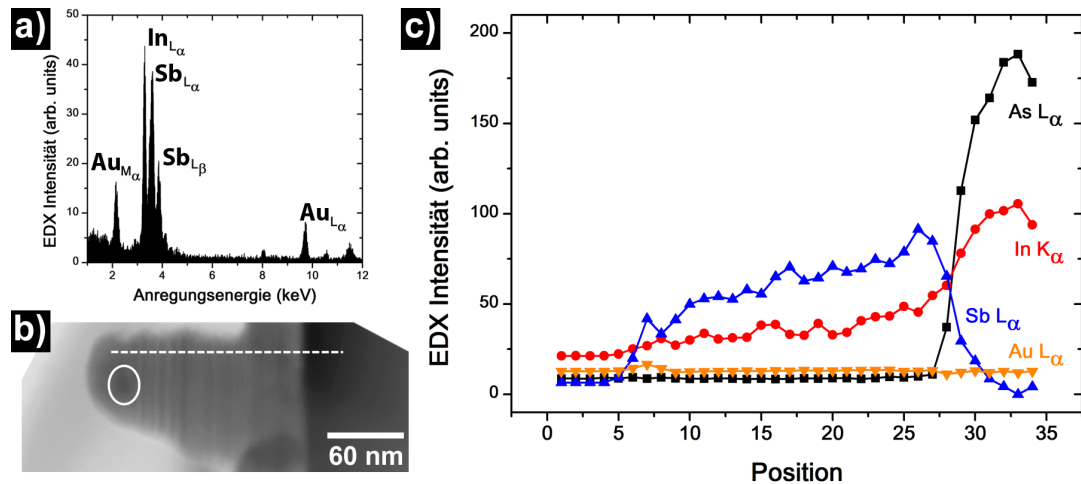 a)
EDX Intensität (arb. units)
50
40
30
20
10
0
In Lα
Sb Lα
Sb Lβ
Au Mα
Au Lα
2 4 6 8 10 12
Anregungsenergie (keV)
b)
60 nm
c)
EDX Intensität (arb. units)
200
150
100
50
0
As Lα
In Kα
Sb Lα
Au Lα
0 5 10 15 20 25 30 35
Position